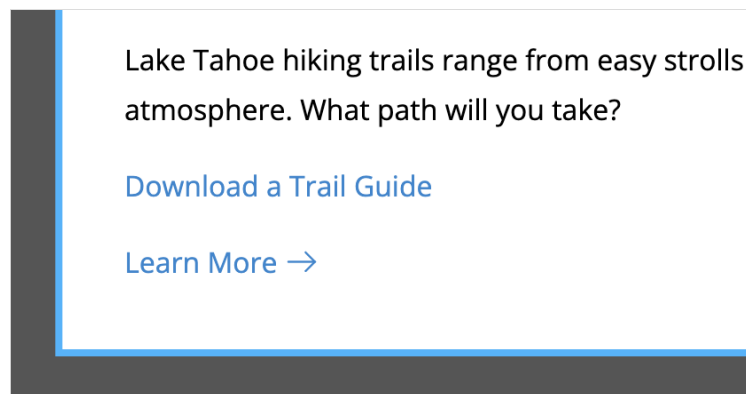 Lake Tahoe hiking trails range from easy strolls
atmosphere. What path will you take?
Download a Trail Guide
Learn More →